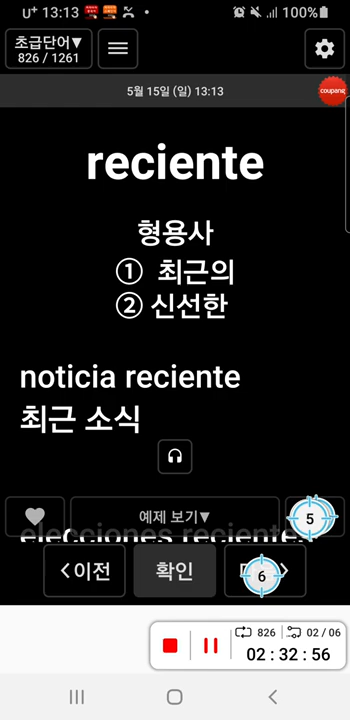 U+ 13:13
100%
초급단어▼
826 / 1261
5월 15일 (일) 13:13
coupang
reciente
형용사
① 최근의
② 신선한
noticia reciente
최근 소식
예제 보기▼
5
elecciones reciente
<이전
확인
6
826
02 / 06
02 : 32 : 56